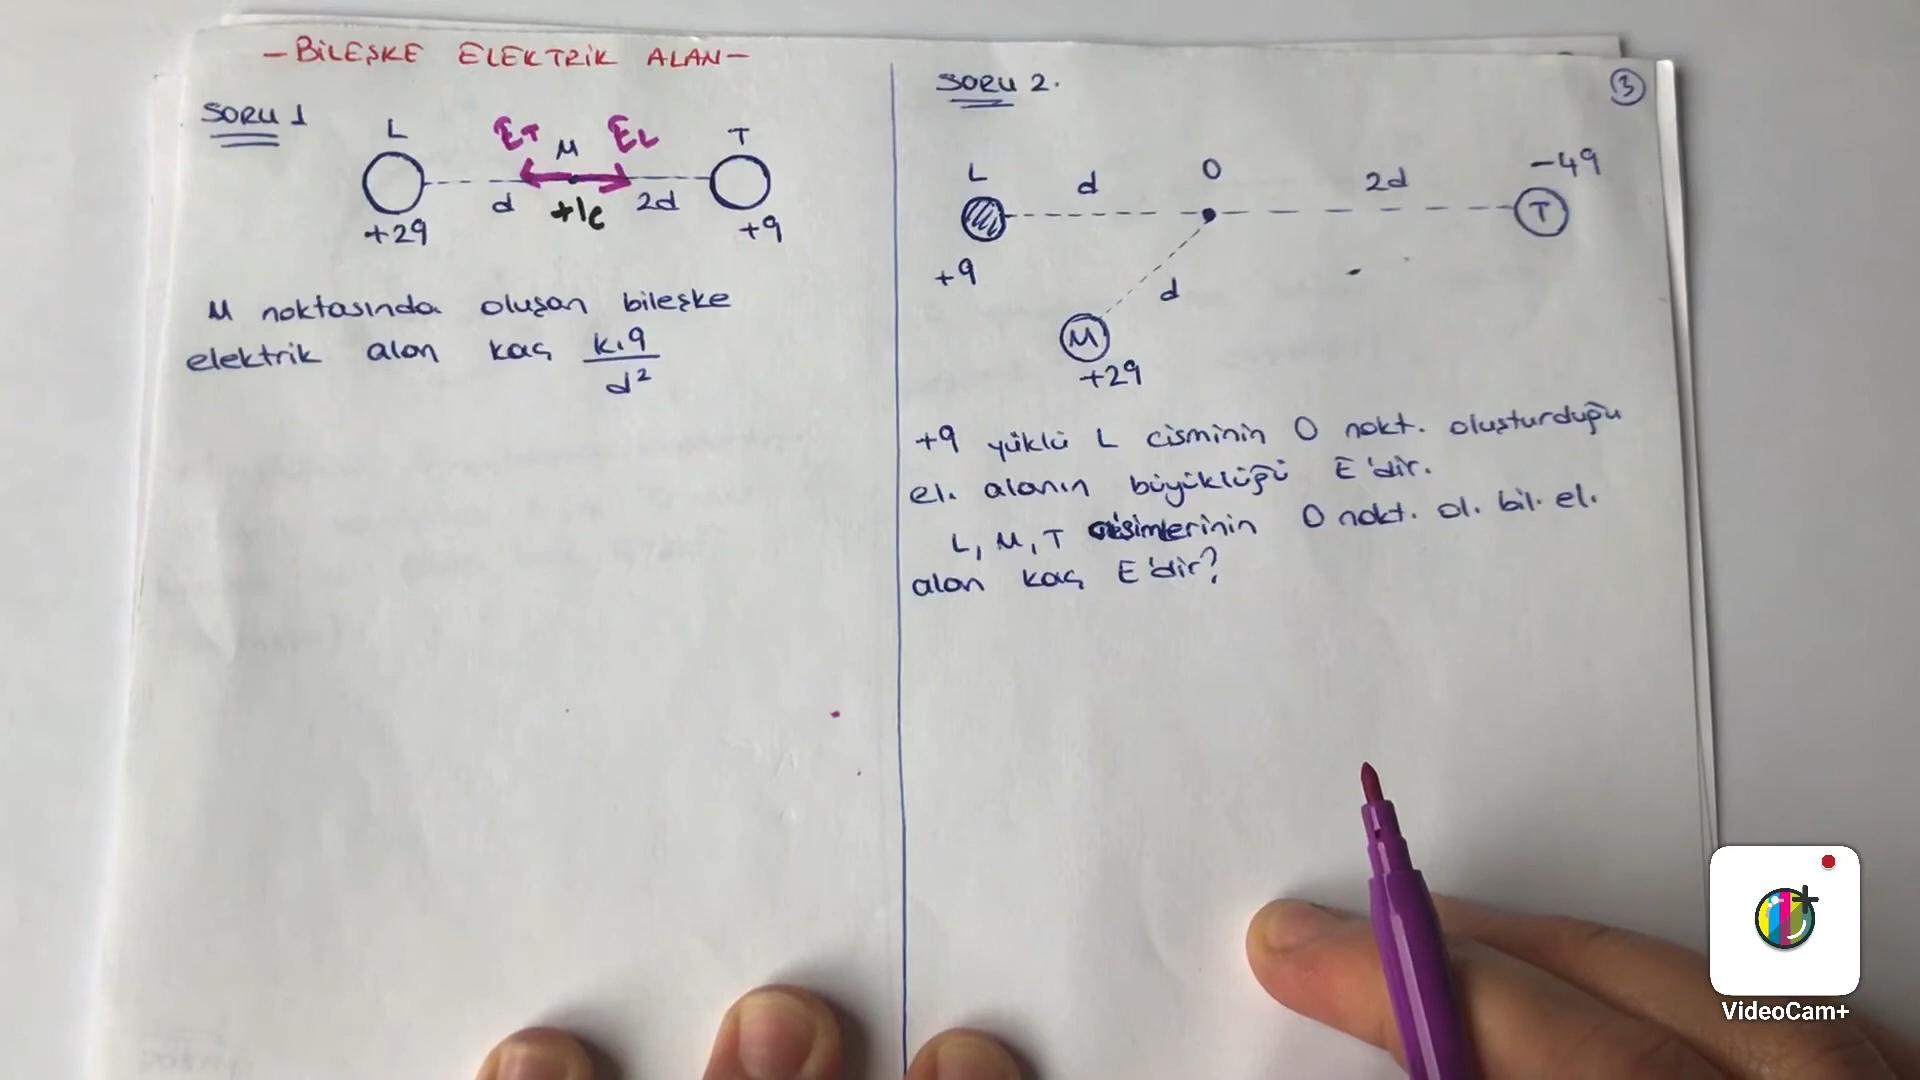 -BİLEŞKE ELEKTRİK ALAN-
SORU 1
L ET M EL T
d +1c 2d
+2q +q
M noktasında oluşan bileşke
elektrik alan kaç k.q
d²
SORU 2. 3
L d O 2d -4q
T
+q d
M
+2q
+q yüklü L cisminin O nokt. oluşturduğu
el. alanın büyüklüğü E'dir.
L, M, T cisimlerinin O nokt. ol. bil. el.
alan kaç E'dir?
VideoCam+